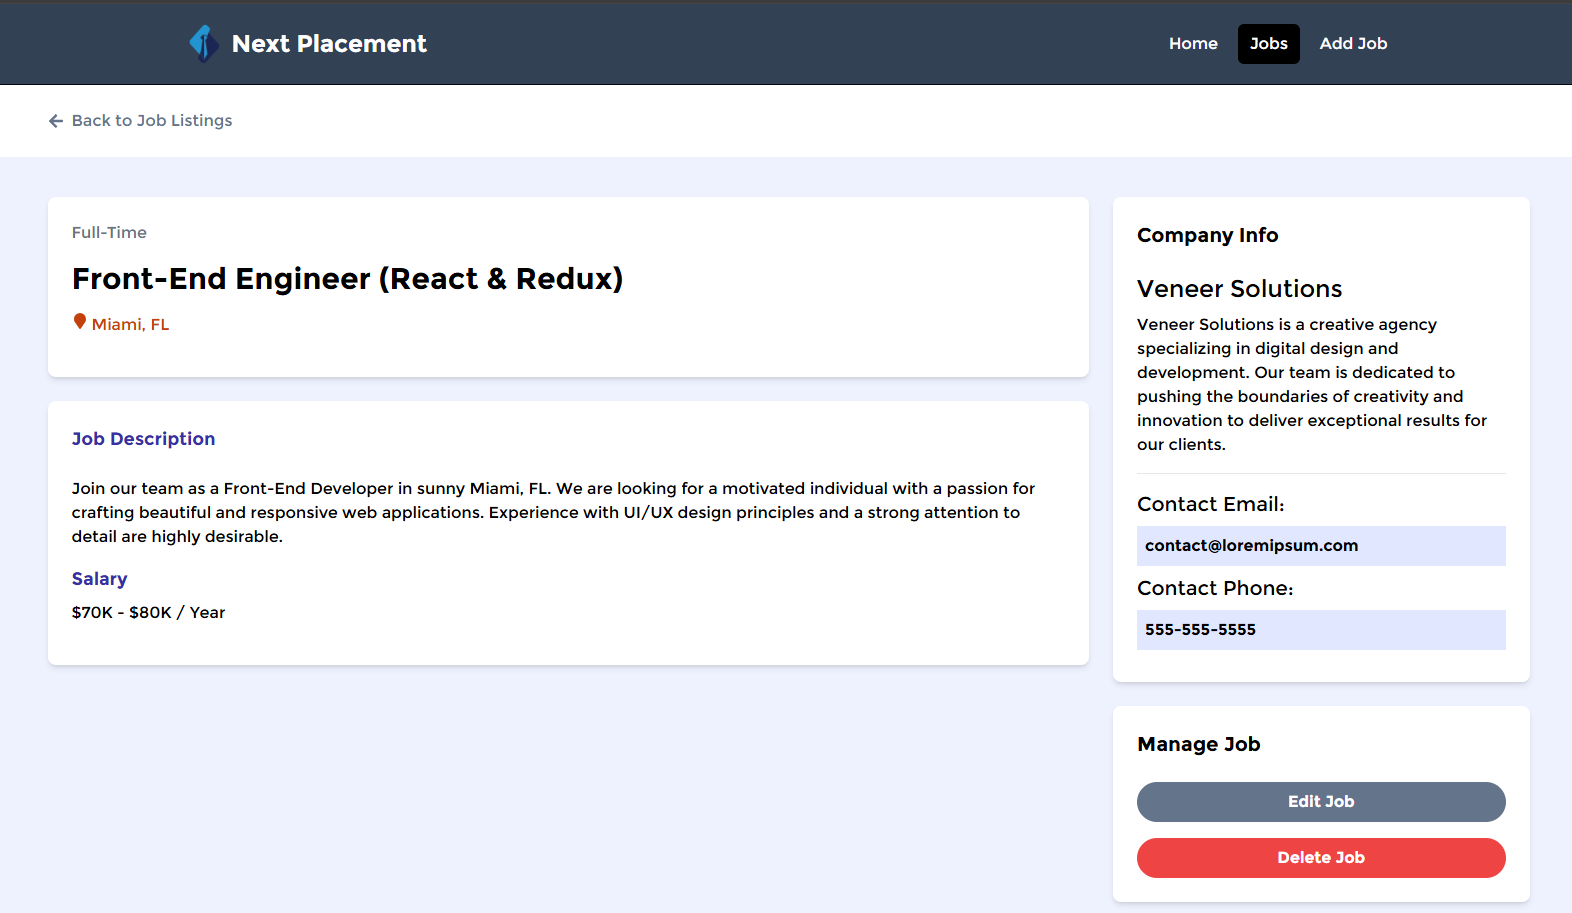 Next Placement
Home
Jobs
Add Job
Back to Job Listings
Full-Time
Front-End Engineer (React & Redux)
Miami, FL
Job Description
Join our team as a Front-End Developer in sunny Miami, FL. We are looking for a motivated individual with a passion for
crafting beautiful and responsive web applications. Experience with UI/UX design principles and a strong attention to
detail are highly desirable.
Salary
$70K - $80K / Year
Company Info
Veneer Solutions
Veneer Solutions is a creative agency
specializing in digital design and
development. Our team is dedicated to
pushing the boundaries of creativity and
innovation to deliver exceptional results for
our clients.
Contact Email:
contact@loremipsum.com
Contact Phone:
555-555-5555
Manage Job
Edit Job
Delete Job